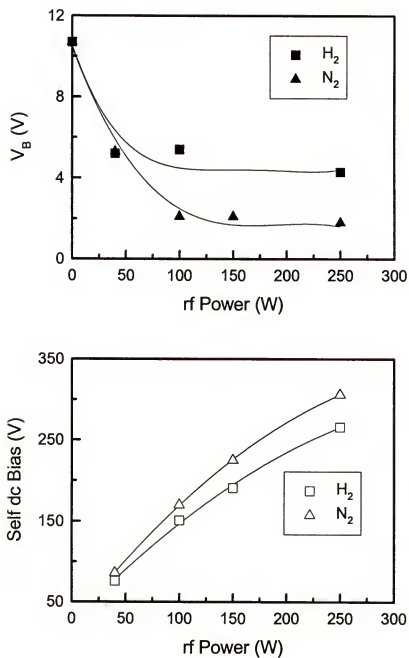 12
8
4
0
V_B (V)
H₂
N₂
0 50 100 150 200 250 300
rf Power (W)
350
250
150
50
Self dc Bias (V)
H₂
N₂
0 50 100 150 200 250 300
rf Power (W)